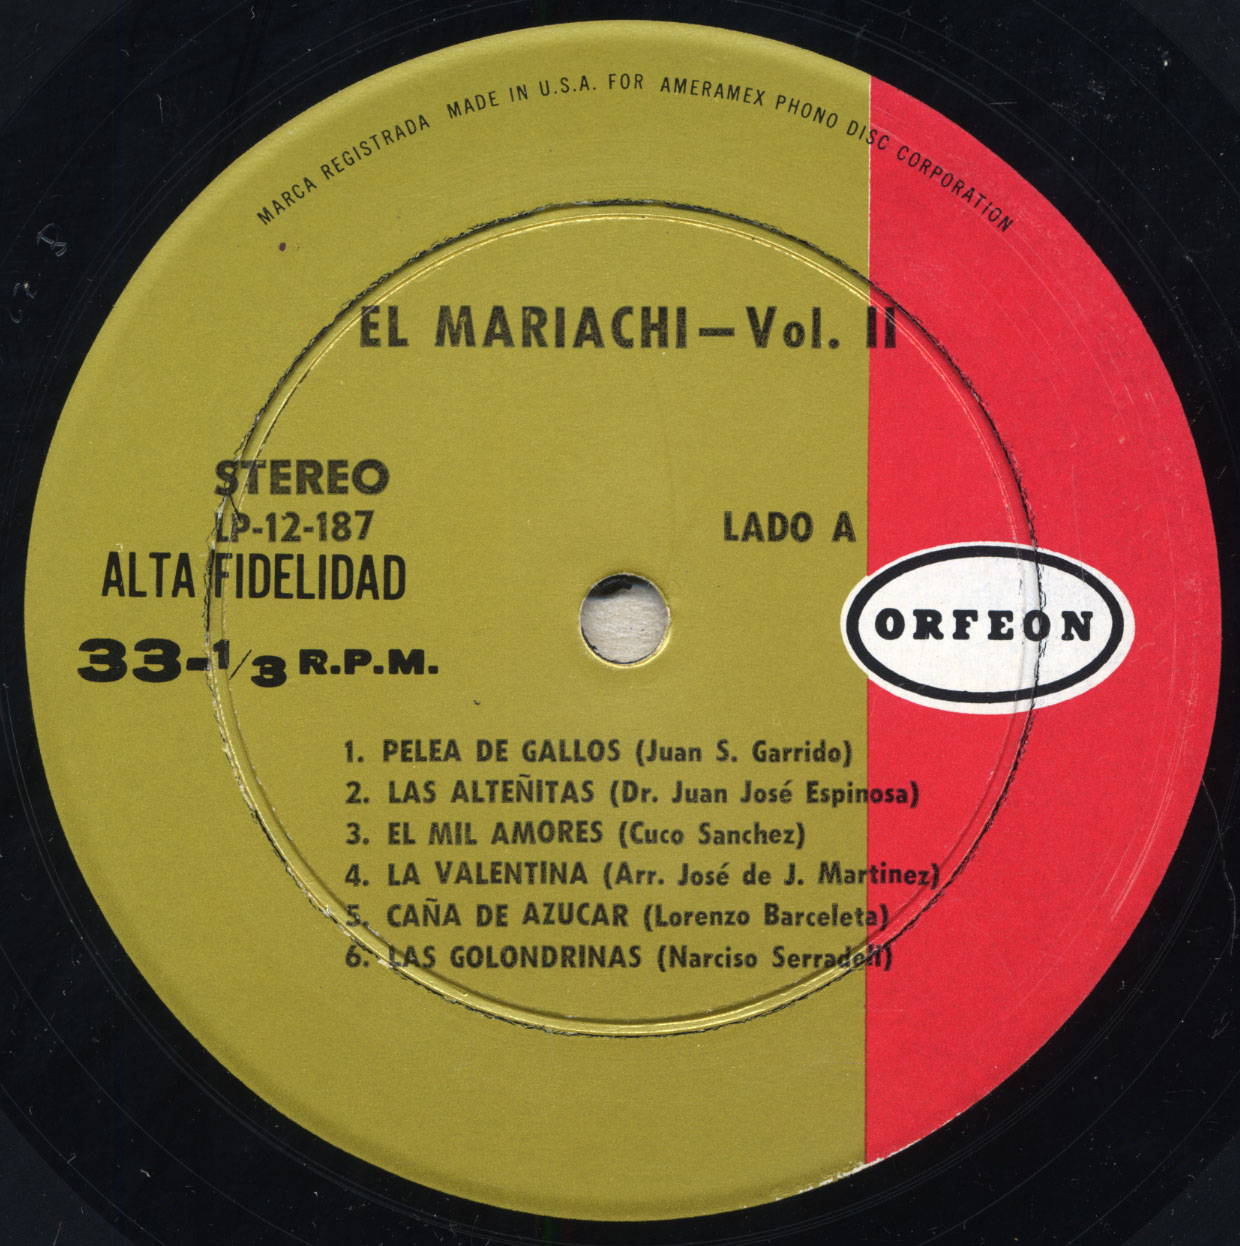 MARCA REGISTRADA MADE IN U.S.A. FOR AMERAMEX PHONO DISC CORPORATION
EL MARIACHI—Vol. II
STEREO
LP-12-187
LADO A
ALTA FIDELIDAD
ORFEON
33-1/3 R.P.M.
1. PELEA DE GALLOS (Juan S. Garrido)
2. LAS ALTEÑITAS (Dr. Juan José Espinosa)
3. EL MIL AMORES (Cuco Sanchez)
4. LA VALENTINA (Arr. José de J. Martinez)
5. CAÑA DE AZUCAR (Lorenzo Barceleta)
6. LAS GOLONDRINAS (Narciso Serradell)